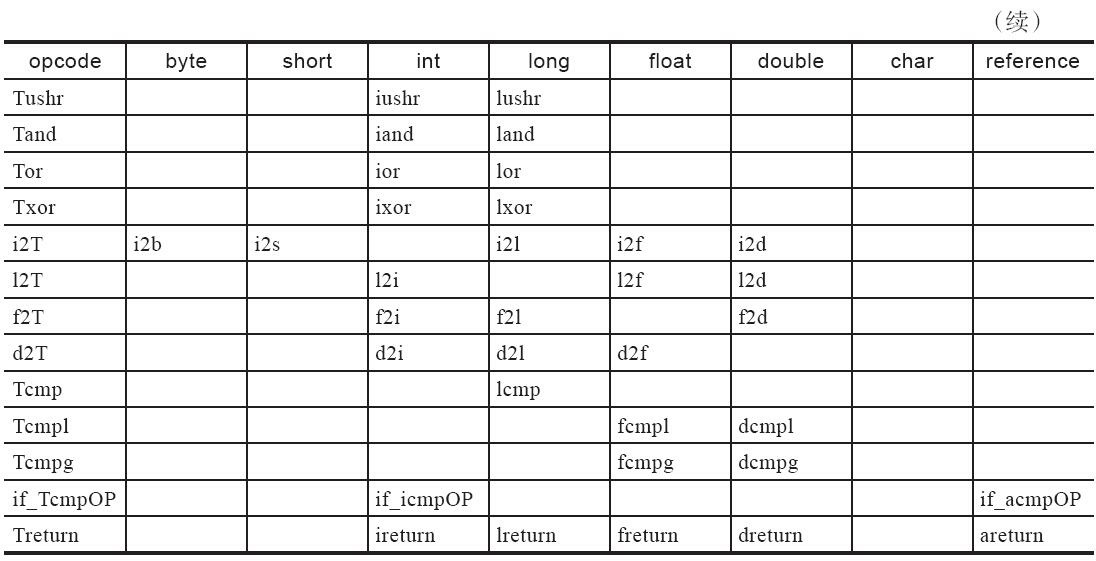 （续）
opcode byte short int long float double char reference
Tushr iushr lushr
Tand iand land
Tor ior lor
Txor ixor lxor
i2T i2b i2s i2l i2f i2d
l2T l2i l2f l2d
f2T f2i f2l f2d
d2T d2i d2l d2f
Tcmp lcmp
Tcmpl fcmpl dcmpl
Tcmpg fcmpg dcmpg
if_TcmpOP if_icmpOP if_acmpOP
Treturn ireturn lreturn freturn dreturn areturn